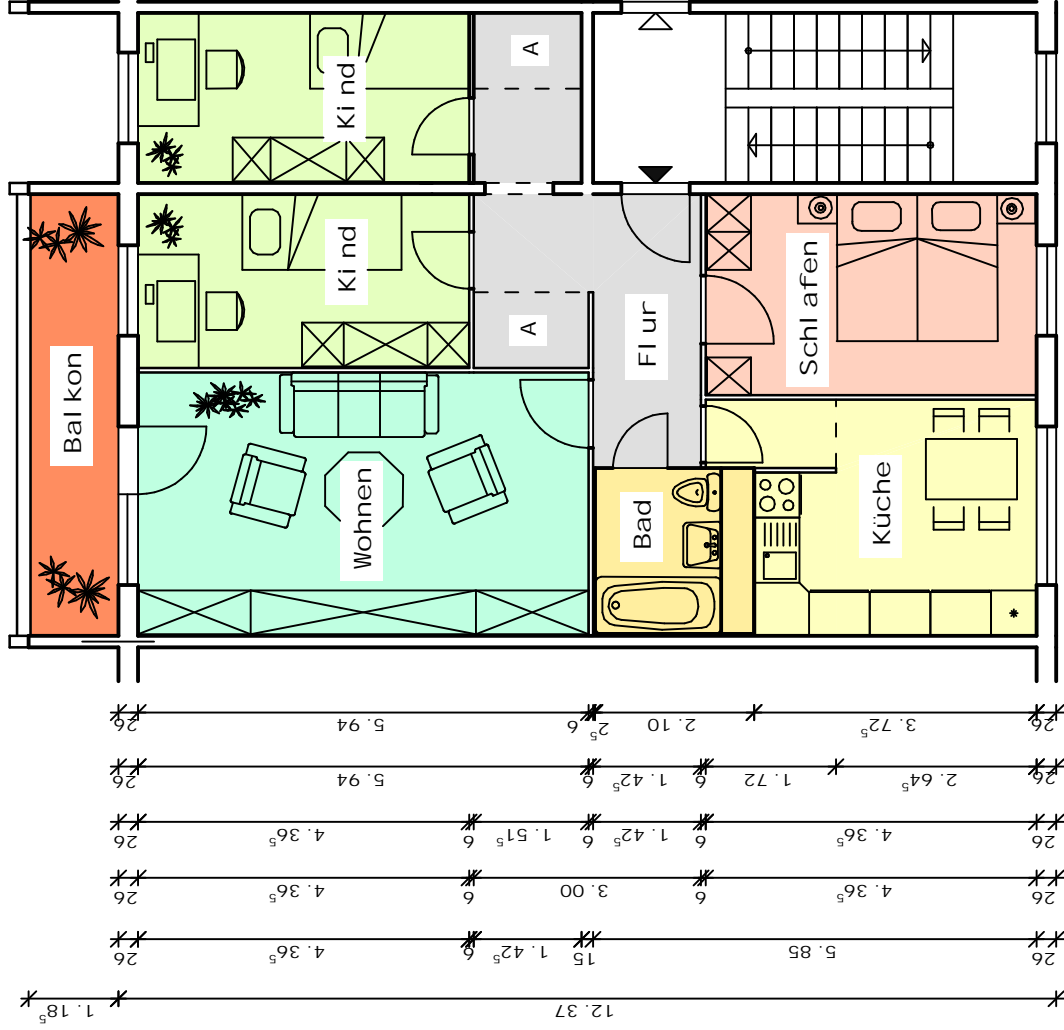 Kind
A
Kind
A
Balkon
Flur
Schlafen
Wohnen
Bad
Küche
26 5.94 6 2⁵ 2.10 3.72⁵ 26
26 5.94 6 1.42⁵ 6 1.72 2.64⁵ 26
26 4.36⁵ 6 1.51⁵ 6 1.42⁵ 6 4.36⁵ 26
26 4.36⁵ 6 3.00 6 4.36⁵ 26
26 4.36⁵ 6 1.42⁵ 15 5.85 26
1.18⁵ 12.37